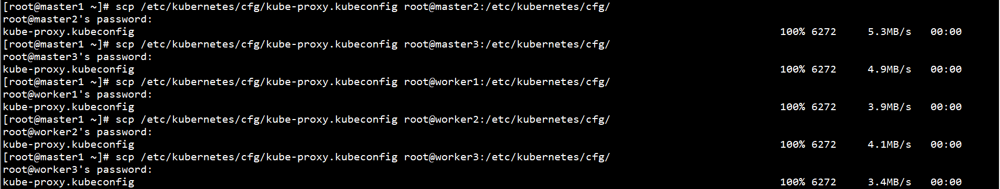 [root@master1 ~]# scp /etc/kubernetes/cfg/kube-proxy.kubeconfig root@master2:/etc/kubernetes/cfg/
root@master2's password:
kube-proxy.kubeconfig 100% 6272 5.3MB/s 00:00
[root@master1 ~]# scp /etc/kubernetes/cfg/kube-proxy.kubeconfig root@master3:/etc/kubernetes/cfg/
root@master3's password:
kube-proxy.kubeconfig 100% 6272 4.9MB/s 00:00
[root@master1 ~]# scp /etc/kubernetes/cfg/kube-proxy.kubeconfig root@worker1:/etc/kubernetes/cfg/
root@worker1's password:
kube-proxy.kubeconfig 100% 6272 3.9MB/s 00:00
[root@master1 ~]# scp /etc/kubernetes/cfg/kube-proxy.kubeconfig root@worker2:/etc/kubernetes/cfg/
root@worker2's password:
kube-proxy.kubeconfig 100% 6272 4.1MB/s 00:00
[root@master1 ~]# scp /etc/kubernetes/cfg/kube-proxy.kubeconfig root@worker3:/etc/kubernetes/cfg/
root@worker3's password:
kube-proxy.kubeconfig 100% 6272 3.4MB/s 00:00